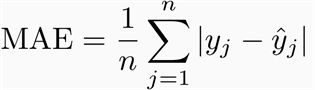 MAE = \frac{1}{n} \sum_{j=1}^{n} |y_j - \hat{y}_j|